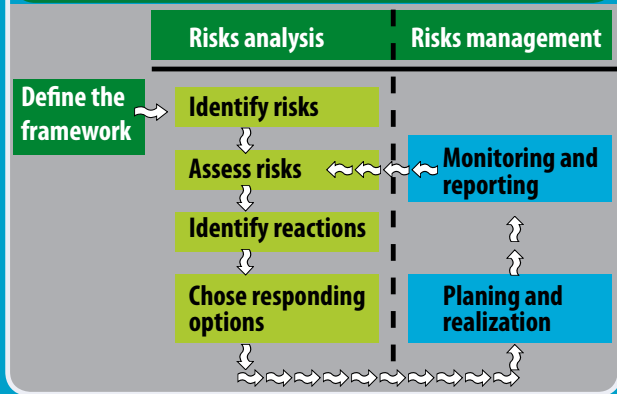 Risks analysis
Risks management
Define the
framework
Identify risks
Assess risks
Monitoring and
reporting
Identify reactions
Chose responding
options
Planing and
realization